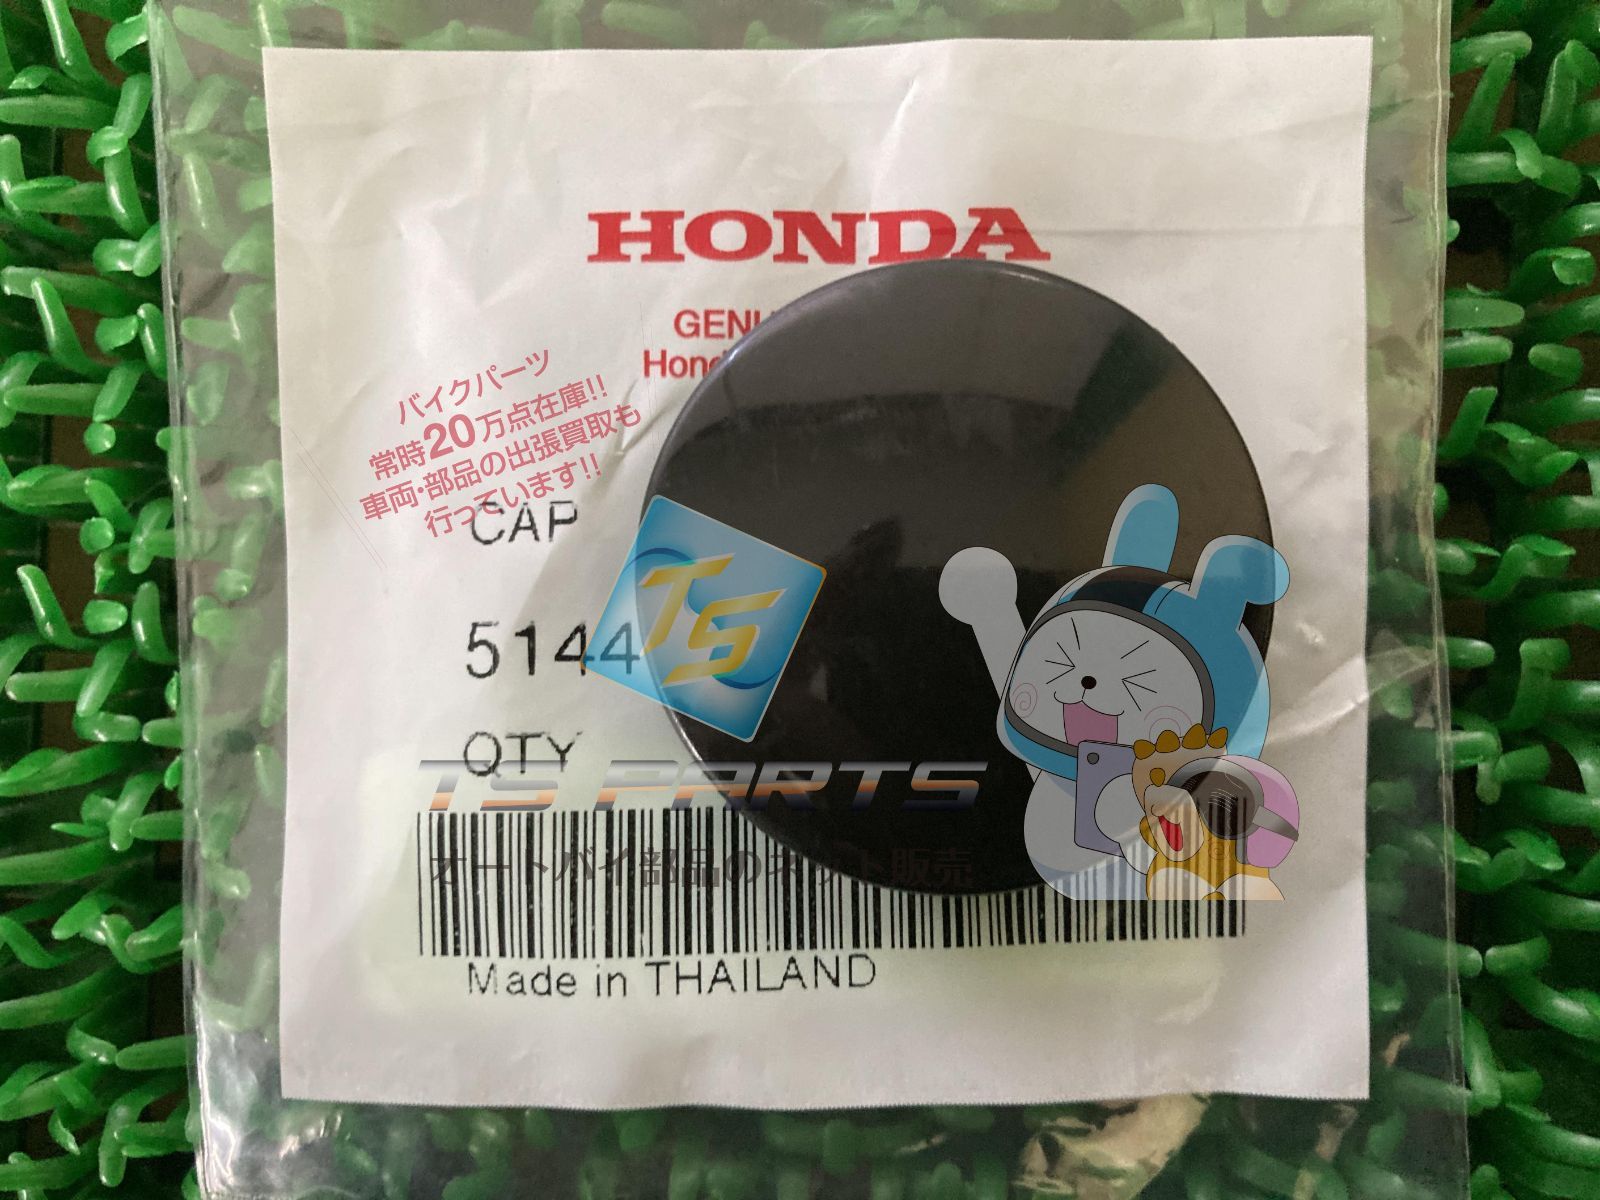 HONDA
GENU
Hond
バイクパーツ
常時20万点在庫!!
車両・部品の出張買取も
行っています!!
CAP
5144
TS
QTY
TS PARTS
オートバイ部品のネット販売
Made in THAILAND